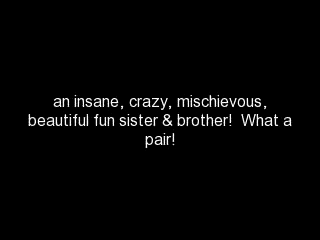 an insane, crazy, mischievous,
beautiful fun sister & brother!  What a
pair!